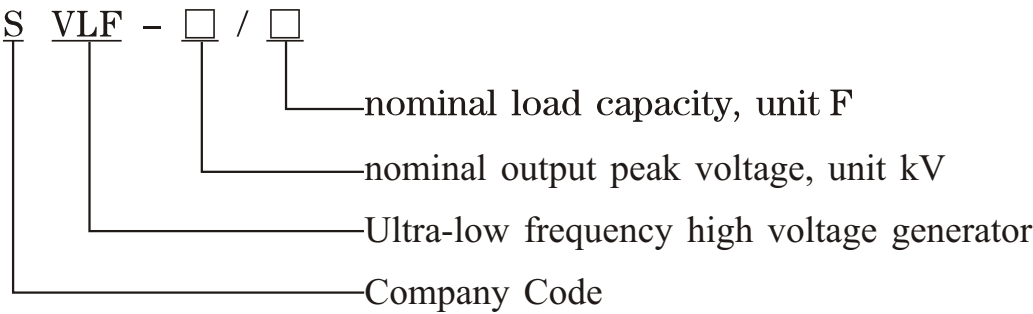 S VLF – □ / □
nominal load capacity, unit F
nominal output peak voltage, unit kV
Ultra-low frequency high voltage generator
Company Code